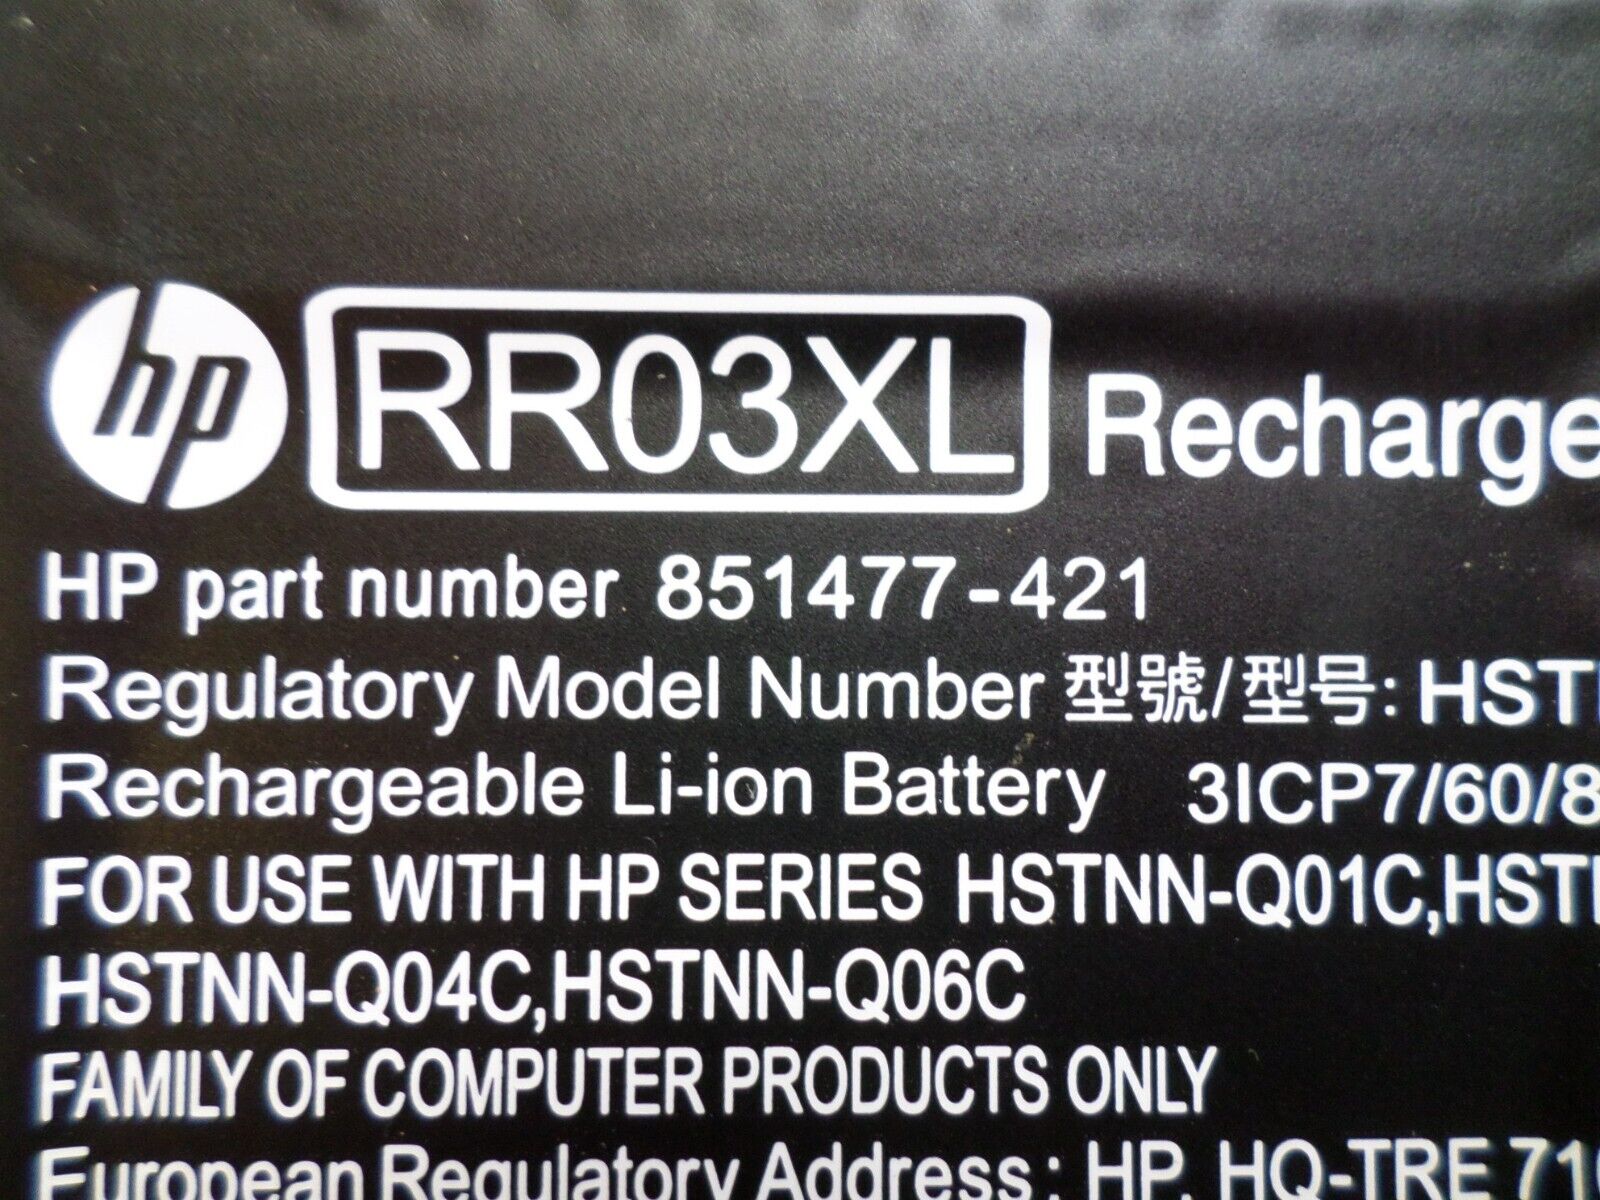 hp RR03XL Recharge
HP part number 851477-421
Regulatory Model Number 型號/型号: HST
Rechargeable Li-ion Battery 3ICP7/60/8
FOR USE WITH HP SERIES HSTNN-Q01C,HST
HSTNN-Q04C,HSTNN-Q06C
FAMILY OF COMPUTER PRODUCTS ONLY
European Regulatory Address: HP, HQ-TRE 71